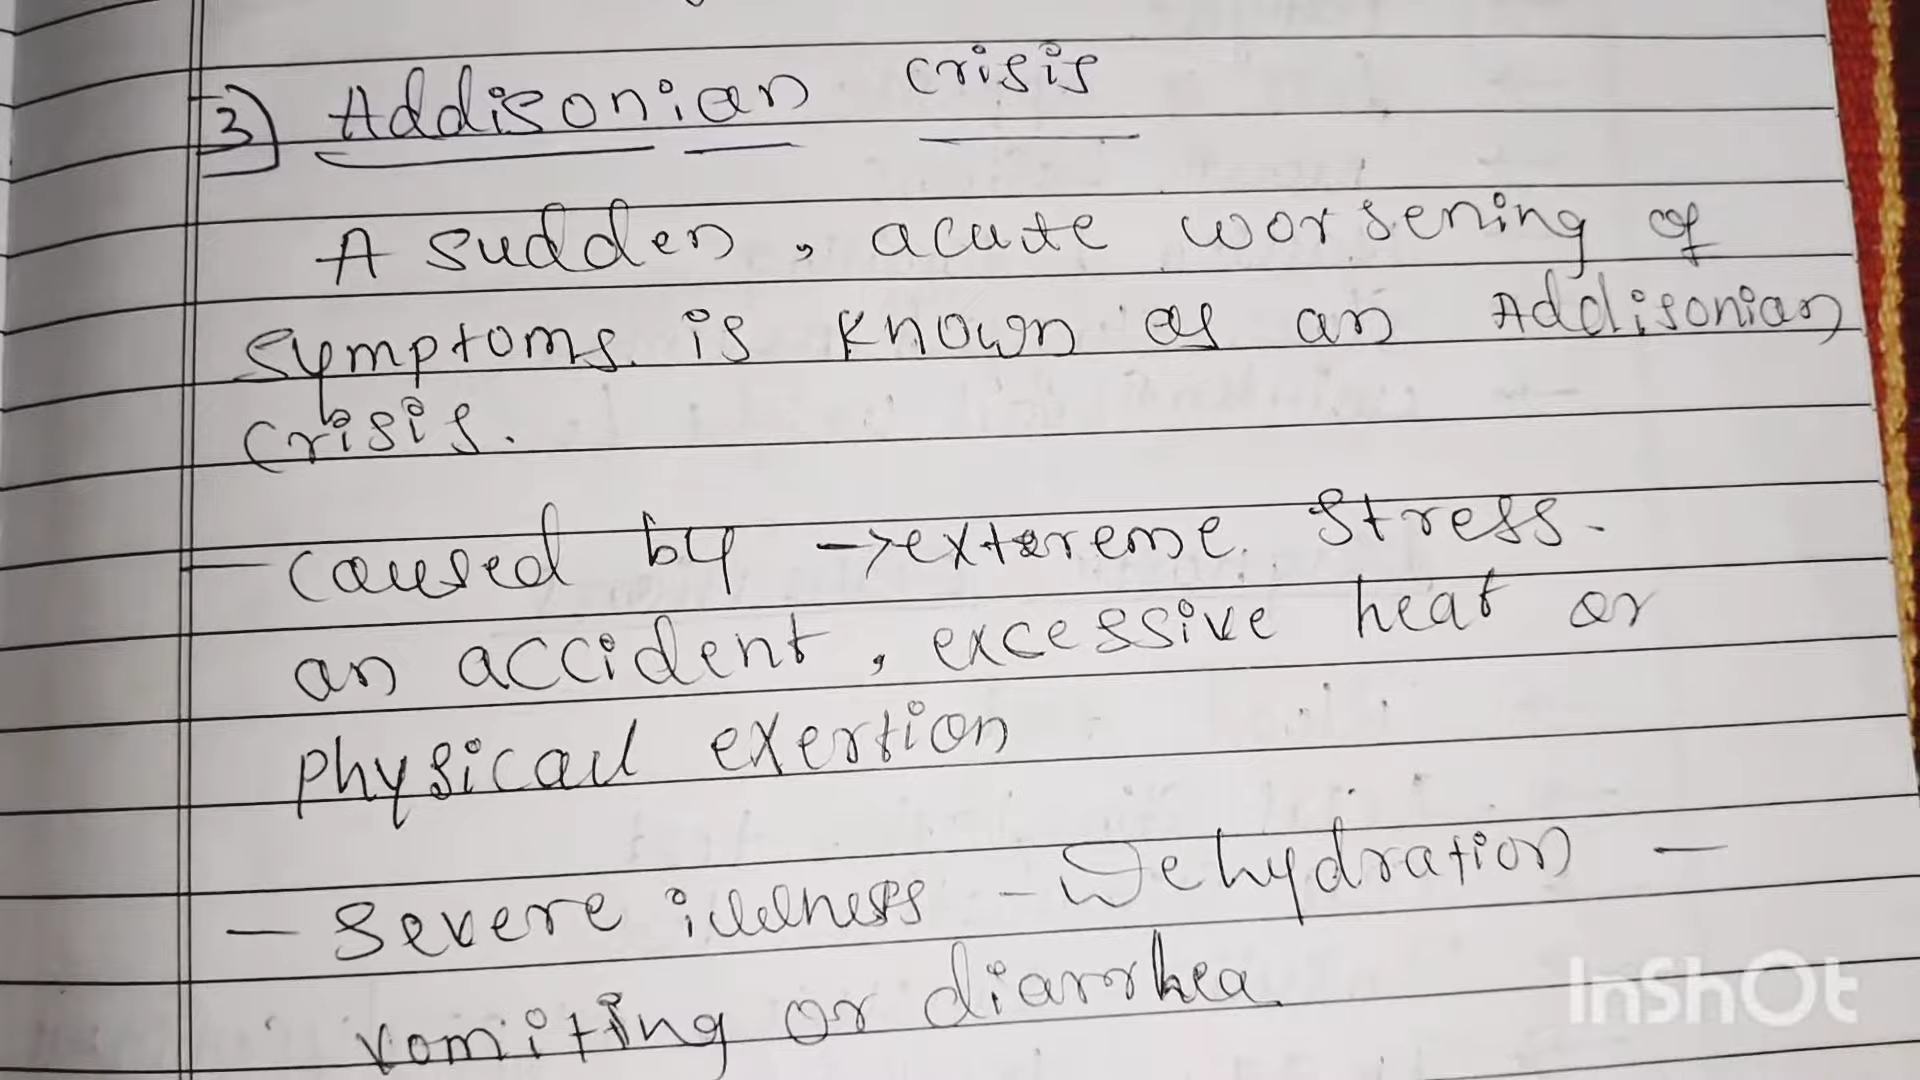 3) Addisonian crisis
A sudden, acute worsening of
symptoms. is known as an Addisonian
crisis.
- caused by → extereme. stress.
an accident, excessive heat or
physical exertion
- severe illness - Dehydration -
vomiting or diarrhea
InShOt